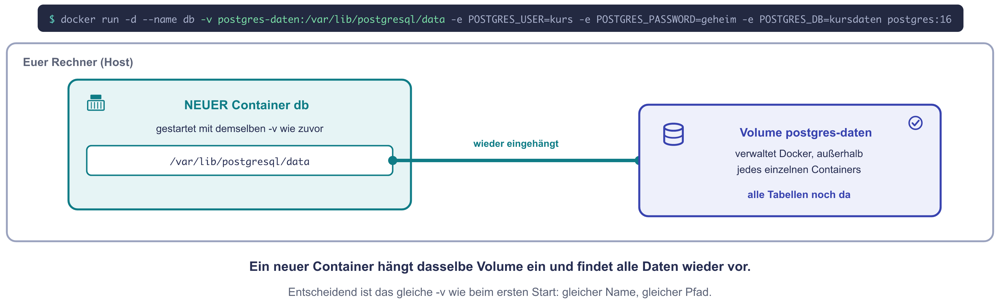 $ docker run -d --name db -v postgres-daten:/var/lib/postgresql/data -e POSTGRES_USER=kurs -e POSTGRES_PASSWORD=geheim -e POSTGRES_DB=kursdaten postgres:16
Euer Rechner (Host)
NEUER Container db
gestartet mit demselben -v wie zuvor
/var/lib/postgresql/data
wieder eingehängt
Volume postgres-daten
verwaltet Docker, außerhalb
jedes einzelnen Containers
alle Tabellen noch da
Ein neuer Container hängt dasselbe Volume ein und findet alle Daten wieder vor.
Entscheidend ist das gleiche -v wie beim ersten Start: gleicher Name, gleicher Pfad.